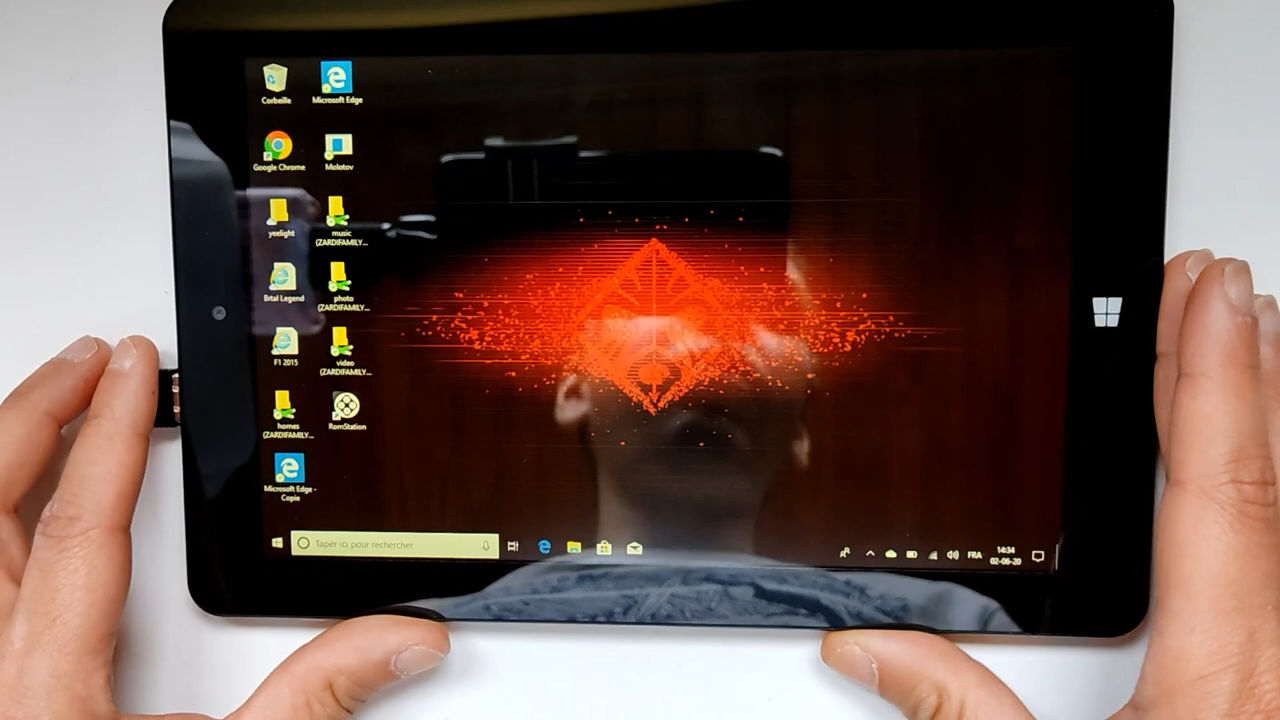 Corbeille
Microsoft Edge
Google Chrome
Molotov
yeelight
music
(ZARDIFAMILY...
Brtal Legend
photo
(ZARDIFAMILY...
F1 2015
video
(ZARDIFAMILY...
homes
(ZARDIFAMILY...
RomStation
Microsoft Edge -
Copie
Taper ici pour rechercher
FRA
14:34
02-06-20